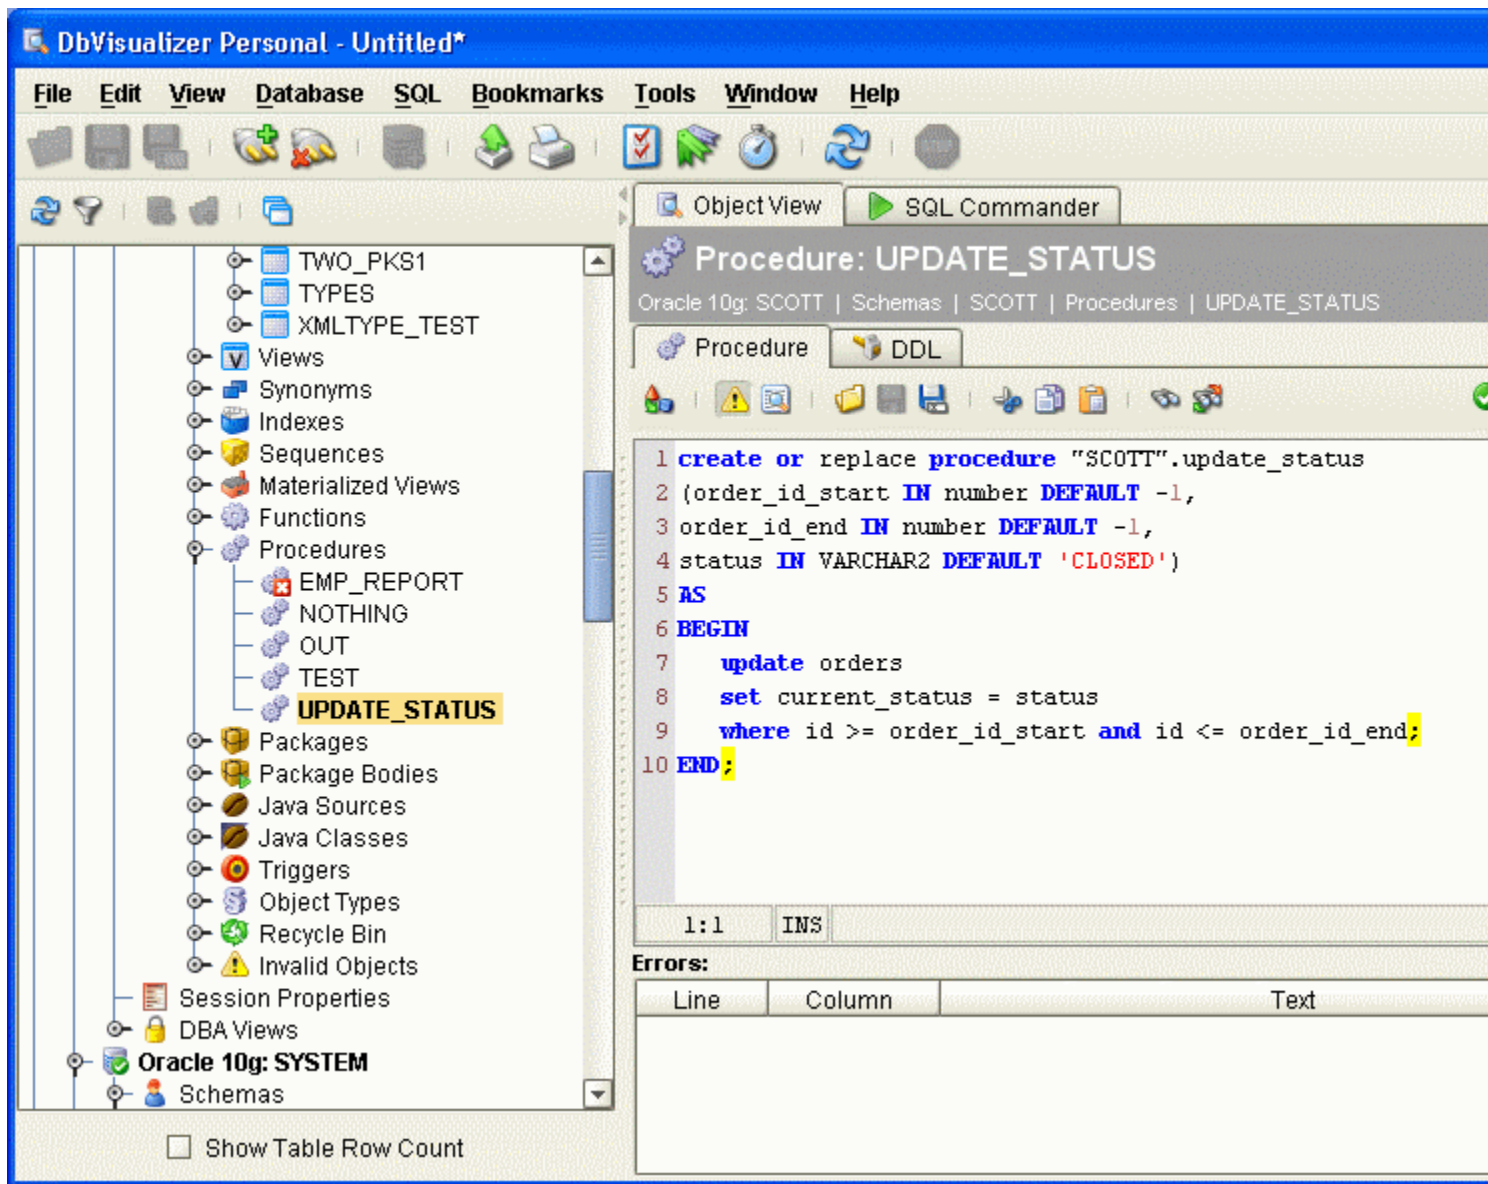 DbVisualizer Personal - Untitled*
File Edit View Database SQL Bookmarks Tools Window Help
Object View SQL Commander
Procedure: UPDATE_STATUS
Oracle 10g: SCOTT | Schemas | SCOTT | Procedures | UPDATE_STATUS
Procedure DDL
TWO_PKS1
TYPES
XMLTYPE_TEST
Views
Synonyms
Indexes
Sequences
Materialized Views
Functions
Procedures
EMP_REPORT
NOTHING
OUT
TEST
UPDATE_STATUS
Packages
Package Bodies
Java Sources
Java Classes
Triggers
Object Types
Recycle Bin
Invalid Objects
Session Properties
DBA Views
Oracle 10g: SYSTEM
Schemas
Show Table Row Count
1 create or replace procedure "SCOTT".update_status
2 (order_id_start IN number DEFAULT -1,
3 order_id_end IN number DEFAULT -1,
4 status IN VARCHAR2 DEFAULT 'CLOSED')
5 AS
6 BEGIN
7 update orders
8 set current_status = status
9 where id >= order_id_start and id <= order_id_end;
10 END;
1:1 INS
Errors:
Line Column Text